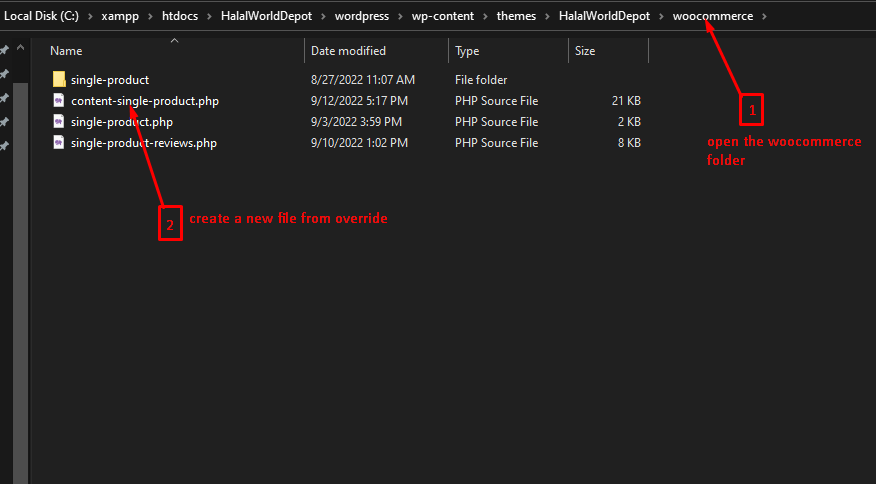 Local Disk (C:) › xampp › htdocs › HalalWorldDepot › wordpress › wp-content › themes › HalalWorldDepot › woocommerce ›
Name Date modified Type Size
single-product 8/27/2022 11:07 AM File folder
content-single-product.php 9/12/2022 5:17 PM PHP Source File 21 KB
single-product.php 9/3/2022 3:59 PM PHP Source File 2 KB
single-product-reviews.php 9/10/2022 1:02 PM PHP Source File 8 KB
1
open the woocommerce
folder
2 create a new file from override